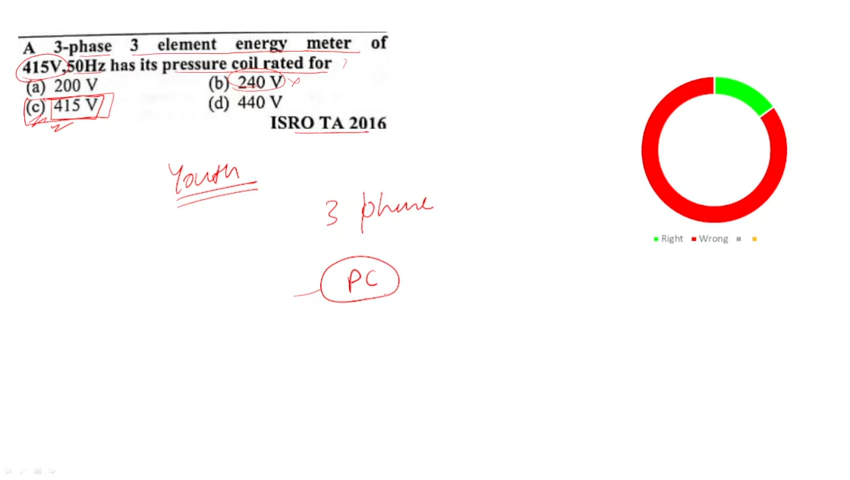 A 3-phase 3 element energy meter of
415V,50Hz has its pressure coil rated for
(a) 200 V (b) 240 V
(c) 415 V (d) 440 V
ISRO TA 2016
Youth
3 phase
PC
Right Wrong